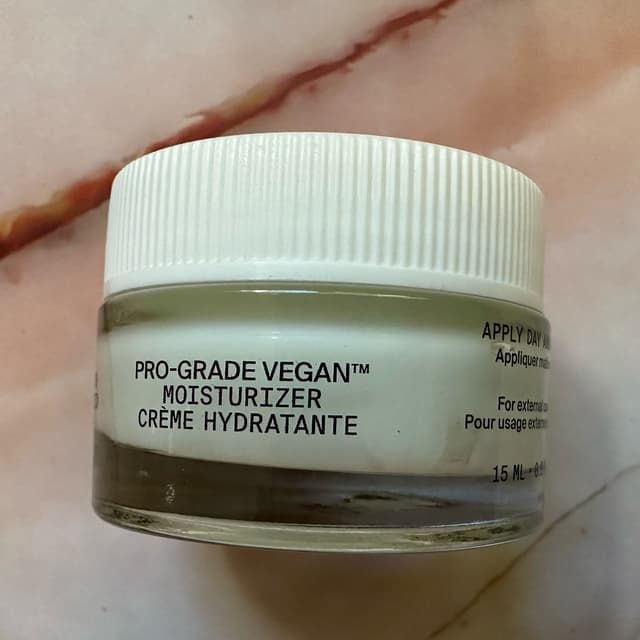 PRO-GRADE VEGAN™
MOISTURIZER
CRÈME HYDRATANTE
APPLY DAY
Appliquer
For external
Pour usage
15 ML